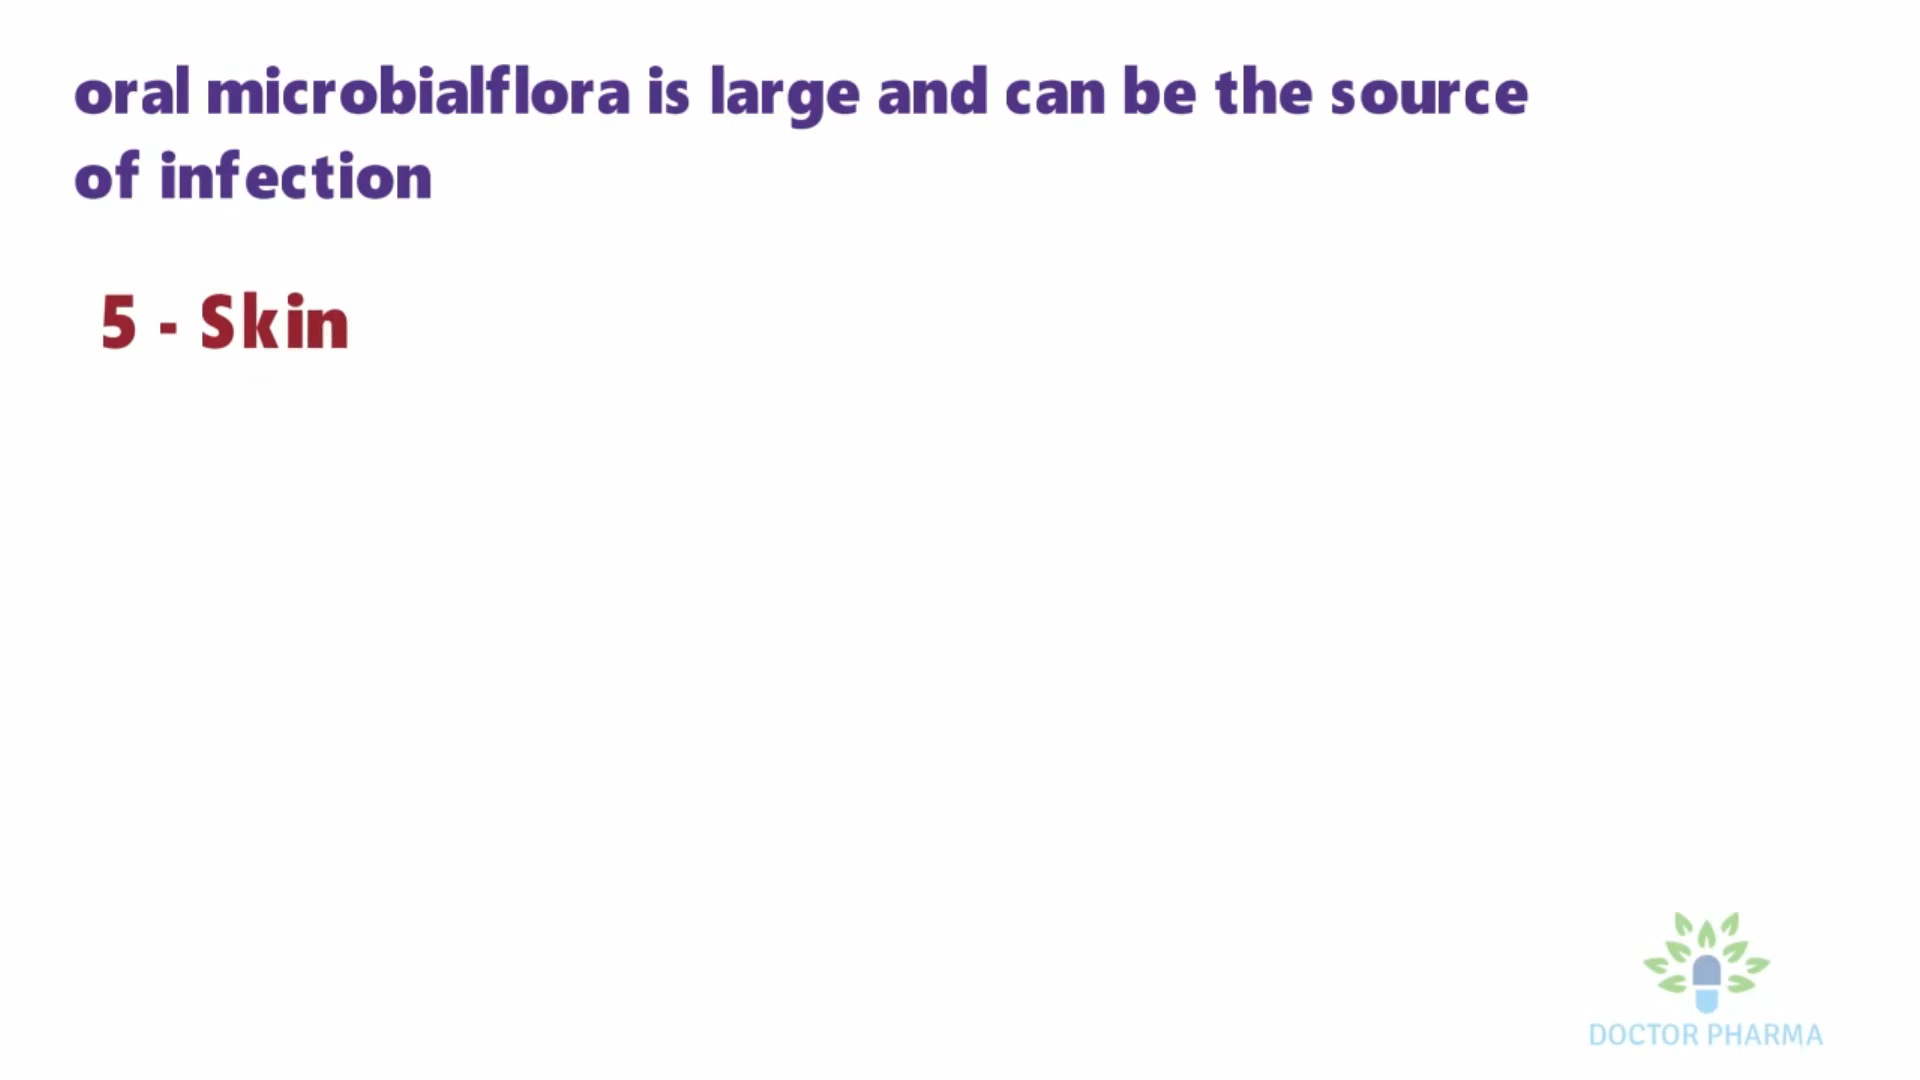 oral microbialflora is large and can be the source
of infection
5 - Skin
DOCTOR PHARMA